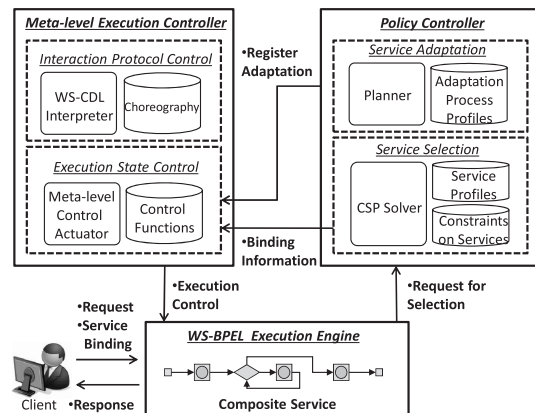 Meta-level Execution Controller
Interaction Protocol Control
WS-CDL
Interpreter
Choreography
Execution State Control
Meta-level
Control
Actuator
Control
Functions
•Register
Adaptation
•Binding
Information
Policy Controller
Service Adaptation
Planner
Adaptation
Process
Profiles
Service Selection
CSP Solver
Service
Profiles
Constraints
on Services
•Execution
Control
•Request for
Selection
•Request
•Service
Binding
•Response
Client
WS-BPEL Execution Engine
Composite Service